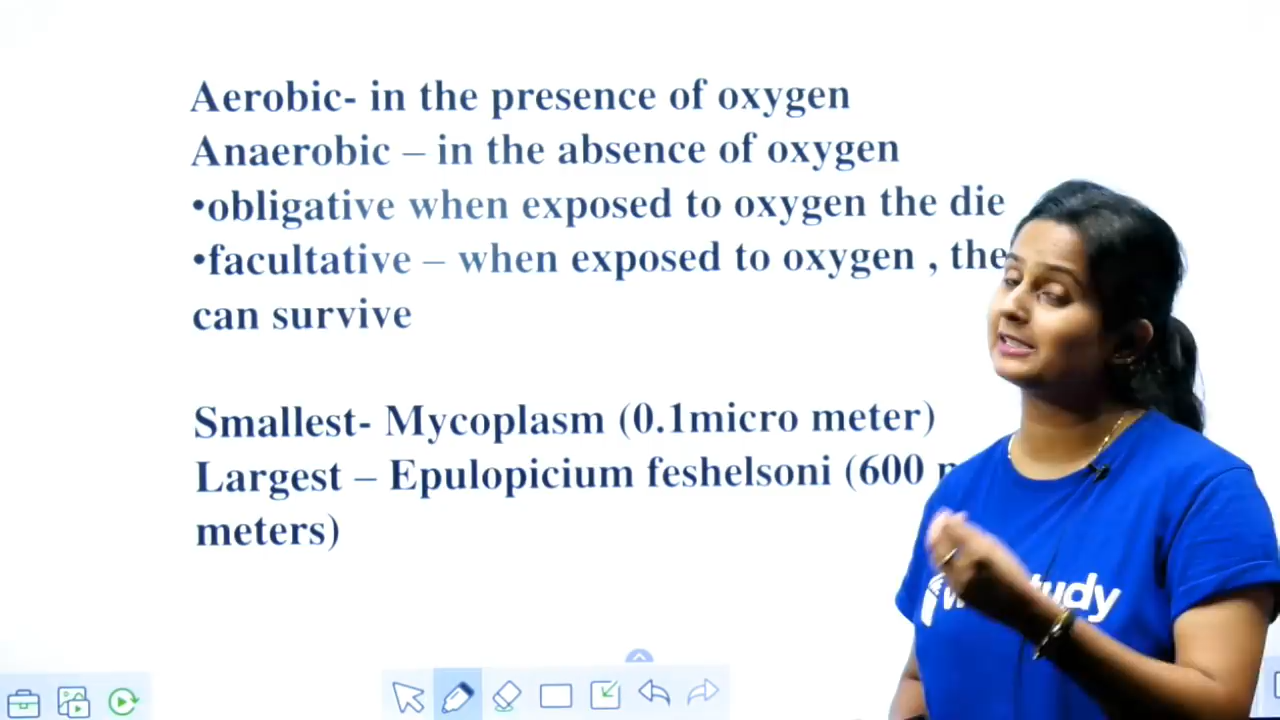 Aerobic- in the presence of oxygen
Anaerobic – in the absence of oxygen
•obligative when exposed to oxygen the die
•facultative – when exposed to oxygen , the
can survive
Smallest- Mycoplasm (0.1micro meter)
Largest – Epulopicium feshelsoni (600
meters)